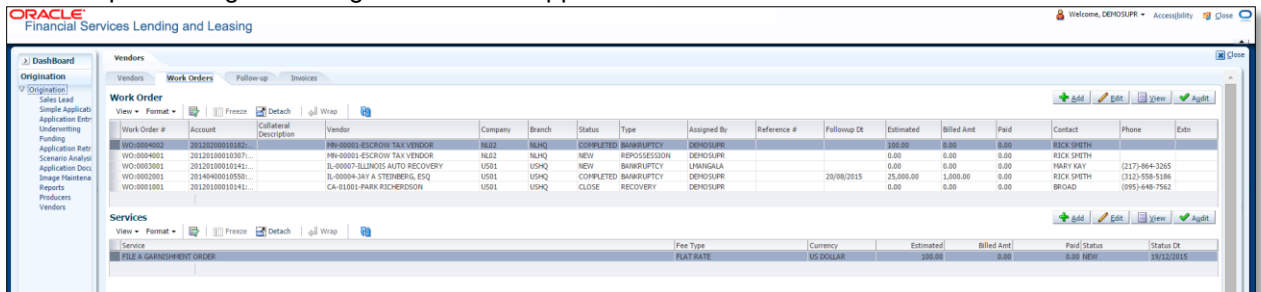 ORACLE
Financial Services Lending and Leasing
Welcome, DEMOSUPR Accessibility Close
DashBoard
Origination
Origination
Sales Lead
Simple Applicati
Application Entr
Underwriting
Funding
Application Retr
Scenario Analysi
Application Docu
Image Maintena
Reports
Producers
Vendors
Vendors Close
Vendors Work Orders Follow-up Invoices
Work Order Add Edit View Audit
View Format Freeze Detach Wrap
Work Order # Account Collateral Description Vendor Company Branch Status Type Assigned By Reference # Followup Dt Estimated Billed Amt Paid Contact Phone Extn
WO:0004002 20120200010182:... MN-00001-ESCROW TAX VENDOR NL02 NLHQ COMPLETED BANKRUPTCY DEMOSUPR 100.00 0.00 0.00 RICK SMITH
WO:0004001 20120100010387:... MN-00001-ESCROW TAX VENDOR NL02 NLHQ NEW REPOSSESSION DEMOSUPR 0.00 0.00 0.00 RICK SMITH
WO:0003001 20120100010141:... IL-00007-ILLINOIS AUTO RECOVERY US01 USHQ NEW BANKRUPTCY LMANGALA 0.00 0.00 0.00 MARY KAY (217)-864-3265
WO:0002001 20140400010550:... IL-00004-JAY A STEINBERG, ESQ US01 USHQ COMPLETED BANKRUPTCY DEMOSUPR 20/08/2015 25,000.00 1,000.00 0.00 RICK SMITH (312)-558-5186
WO:0001001 20120100010141:... CA-01001-PARK RICHERDSON US01 USHQ CLOSE RECOVERY DEMOSUPR 0.00 0.00 0.00 BROAD (095)-648-7562
Services Add Edit View Audit
View Format Freeze Detach Wrap
Service Fee Type Currency Estimated Billed Amt Paid Status Status Dt
FILE A GARNISHMENT ORDER FLAT RATE US DOLLAR 100.00 0.00 0.00 NEW 19/12/2015